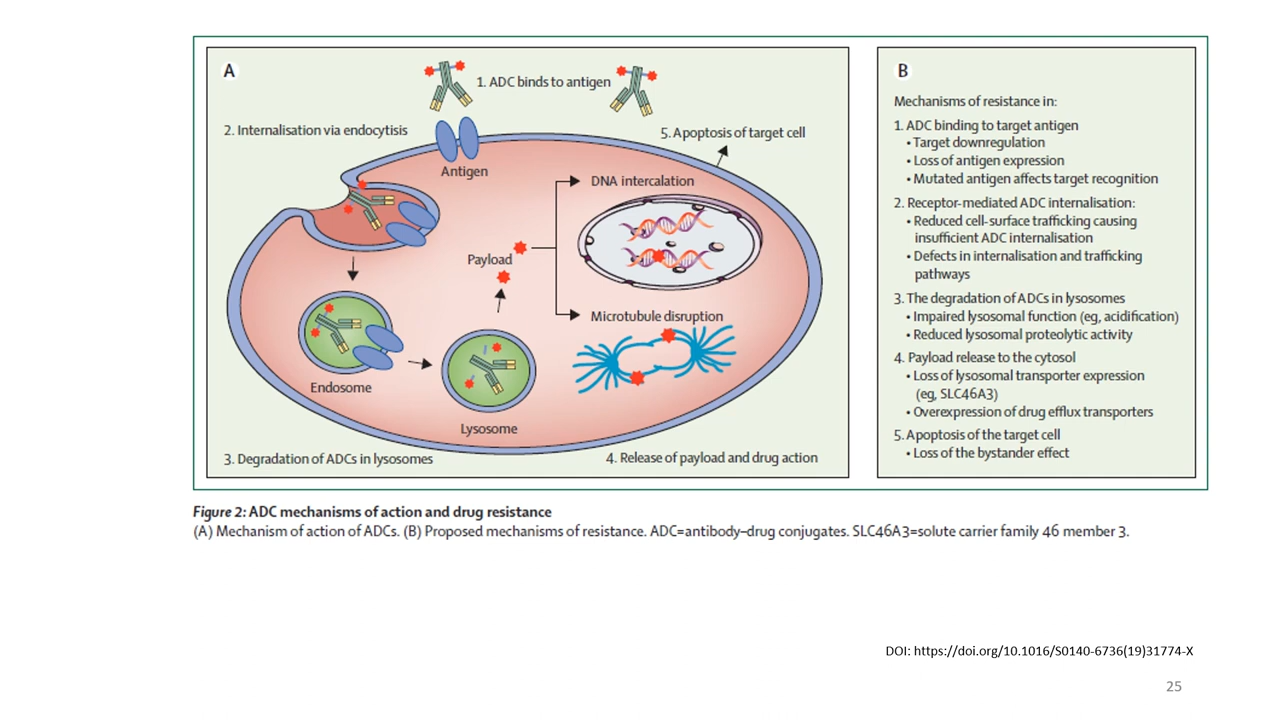 A
1. ADC binds to antigen
2. Internalisation via endocytisis
5. Apoptosis of target cell
Antigen
DNA intercalation
Payload
Microtubule disruption
Endosome
Lysosome
3. Degradation of ADCs in lysosomes
4. Release of payload and drug action
B
Mechanisms of resistance in:
1. ADC binding to target antigen
• Target downregulation
• Loss of antigen expression
• Mutated antigen affects target recognition
2. Receptor-mediated ADC internalisation:
• Reduced cell-surface trafficking causing
insufficient ADC internalisation
• Defects in internalisation and trafficking
pathways
3. The degradation of ADCs in lysosomes
• Impaired lysosomal function (eg, acidification)
• Reduced lysosomal proteolytic activity
4. Payload release to the cytosol
• Loss of lysosomal transporter expression
(eg, SLC46A3)
• Overexpression of drug efflux transporters
5. Apoptosis of the target cell
• Loss of the bystander effect
Figure 2: ADC mechanisms of action and drug resistance
(A) Mechanism of action of ADCs. (B) Proposed mechanisms of resistance. ADC=antibody–drug conjugates. SLC46A3=solute carrier family 46 member 3.
DOI: https://doi.org/10.1016/S0140-6736(19)31774-X
25